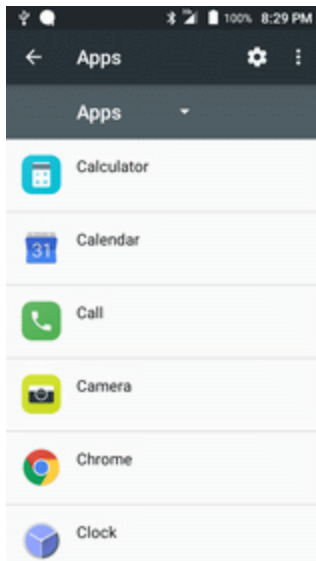 100% 8:29 PM
Apps
Apps
Calculator
31
Calendar
Call
Camera
Chrome
Clock